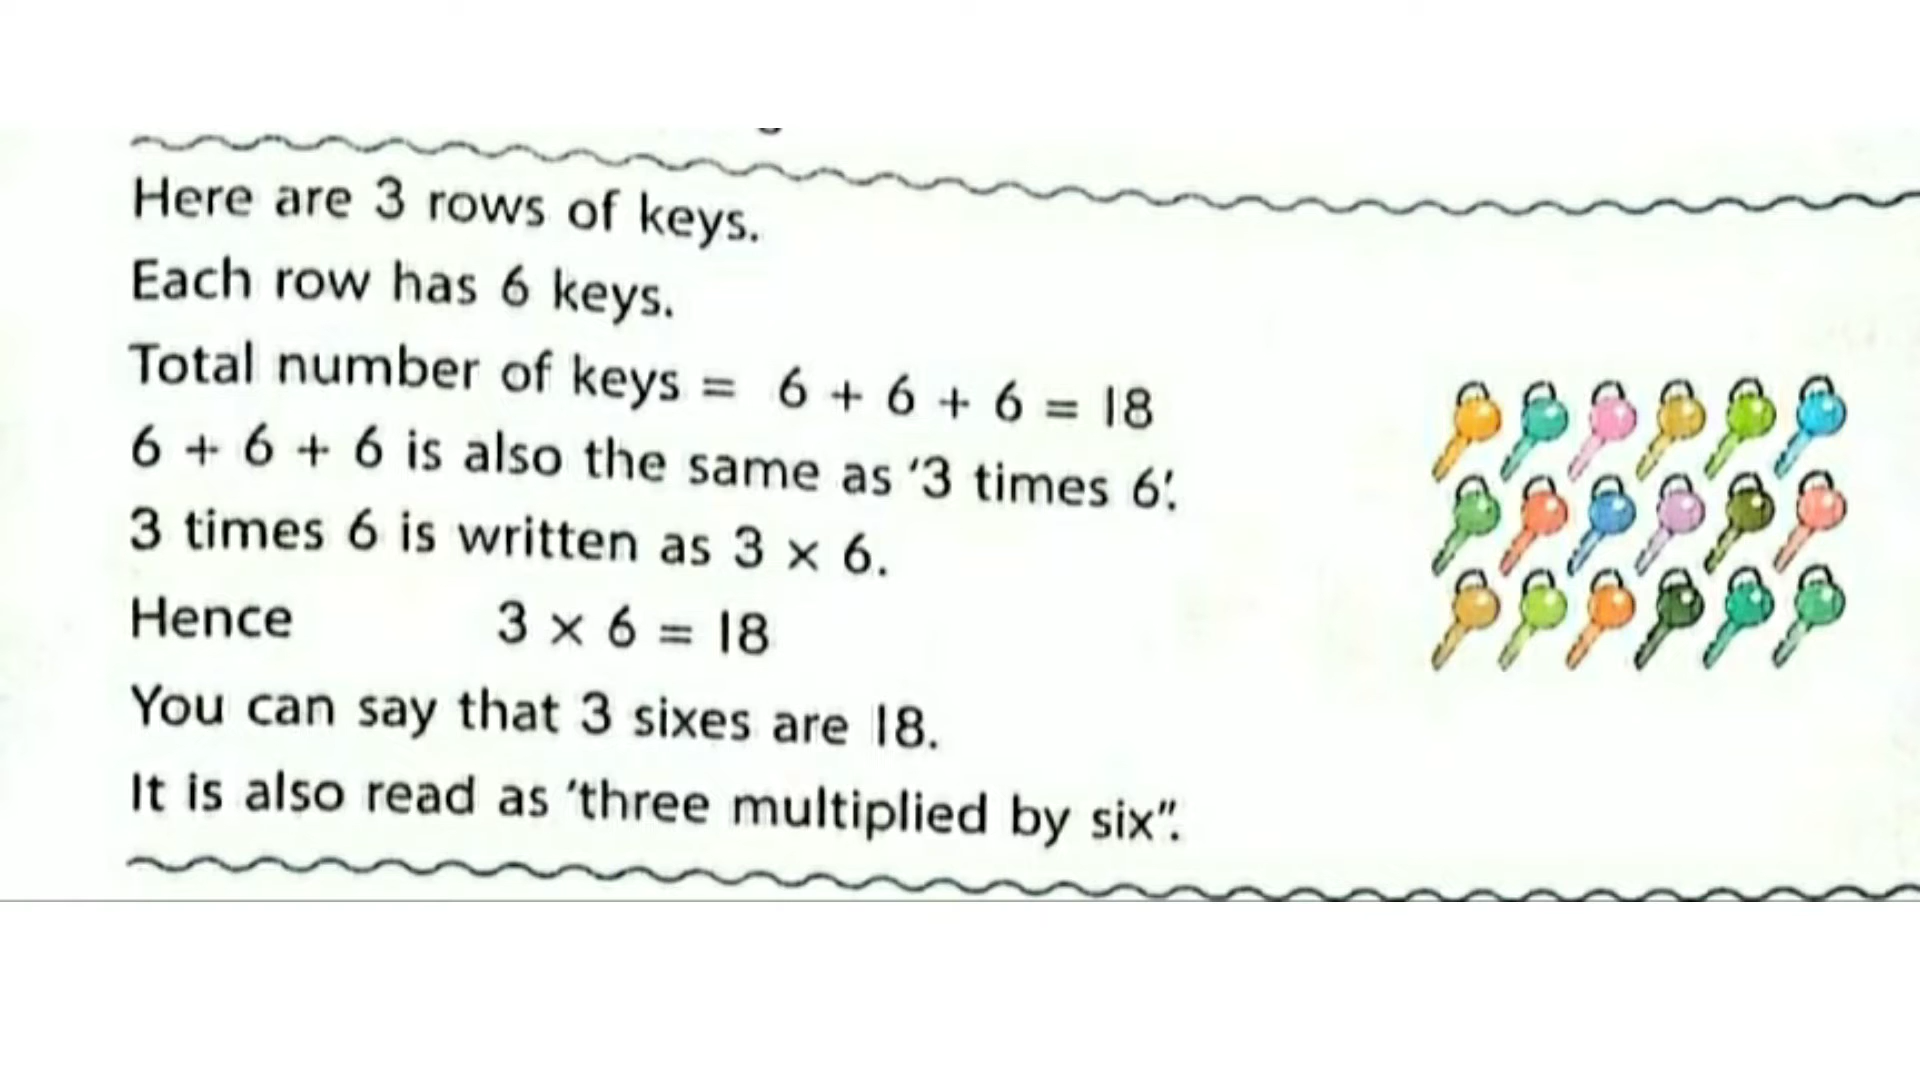 Here are 3 rows of keys.
Each row has 6 keys.
Total number of keys = 6 + 6 + 6 = 18
6 + 6 + 6 is also the same as '3 times 6'.
3 times 6 is written as 3 × 6.
Hence 3 × 6 = 18
You can say that 3 sixes are 18.
It is also read as 'three multiplied by six".